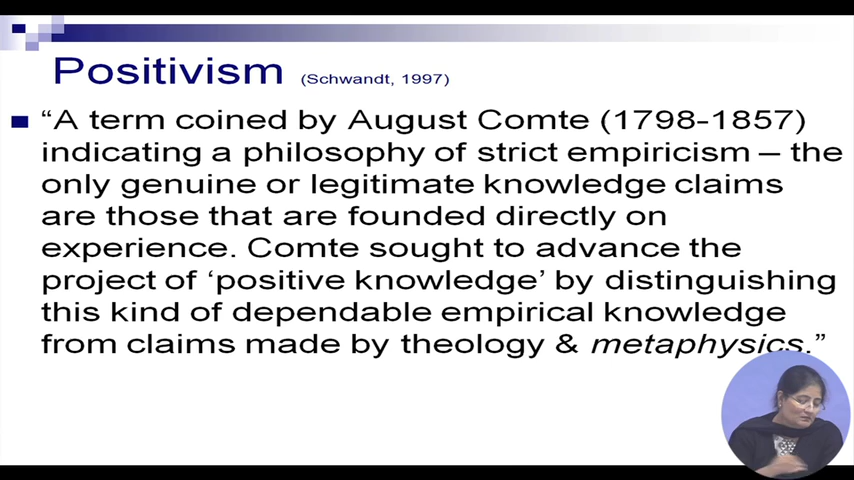 Positivism (Schwandt, 1997)
“A term coined by August Comte (1798-1857)
indicating a philosophy of strict empiricism – the
only genuine or legitimate knowledge claims
are those that are founded directly on
experience. Comte sought to advance the
project of ‘positive knowledge’ by distinguishing
this kind of dependable empirical knowledge
from claims made by theology & metaphysics.”